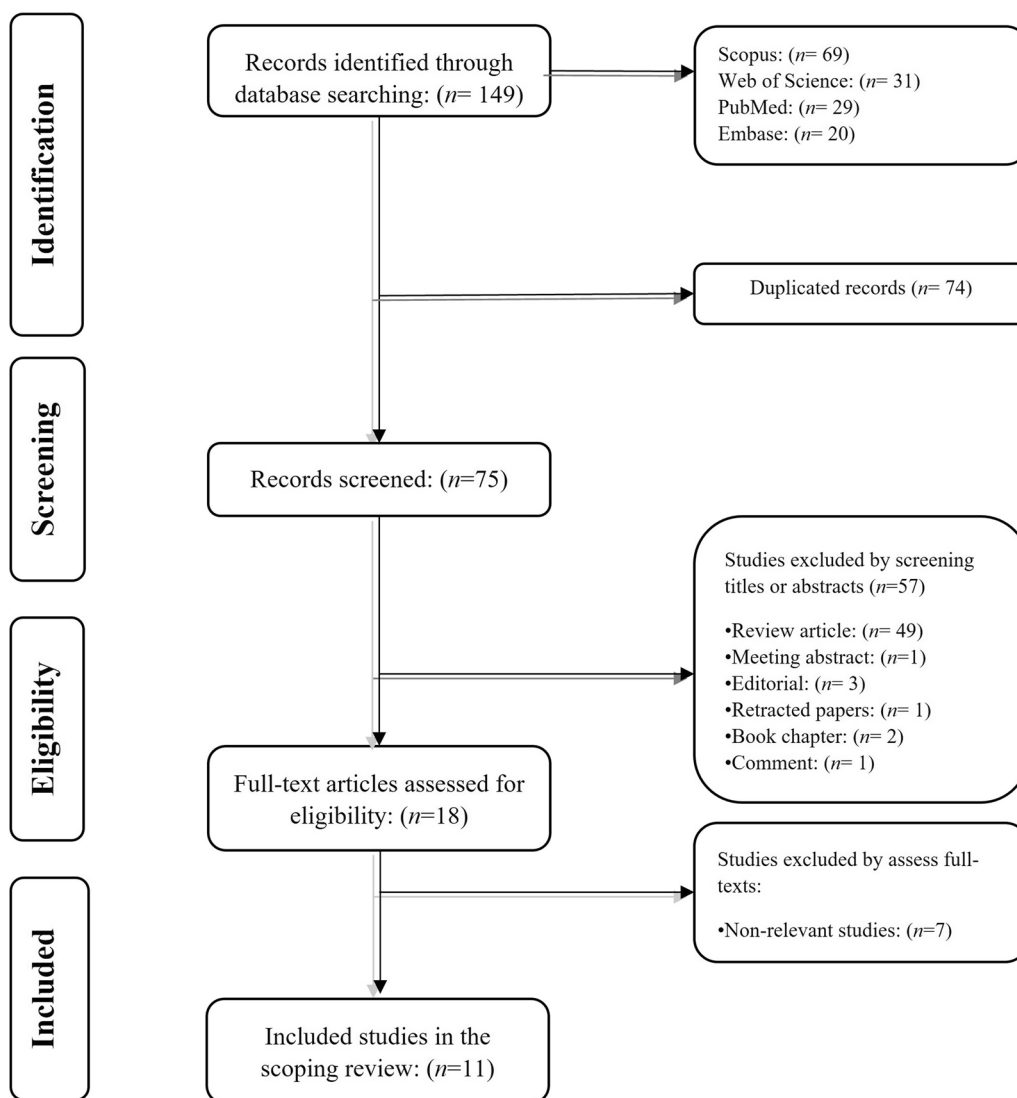 Identification
Records identified through
database searching: (n= 149)
Scopus: (n= 69)
Web of Science: (n= 31)
PubMed: (n= 29)
Embase: (n= 20)
Duplicated records (n= 74)
Screening
Records screened: (n=75)
Studies excluded by screening
titles or abstracts (n=57)
•Review article: (n= 49)
•Meeting abstract: (n=1)
•Editorial: (n= 3)
•Retracted papers: (n= 1)
•Book chapter: (n= 2)
•Comment: (n= 1)
Eligibility
Full-text articles assessed for
eligibility: (n=18)
Studies excluded by assess full-
texts:
•Non-relevant studies: (n=7)
Included
Included studies in the
scoping review: (n=11)